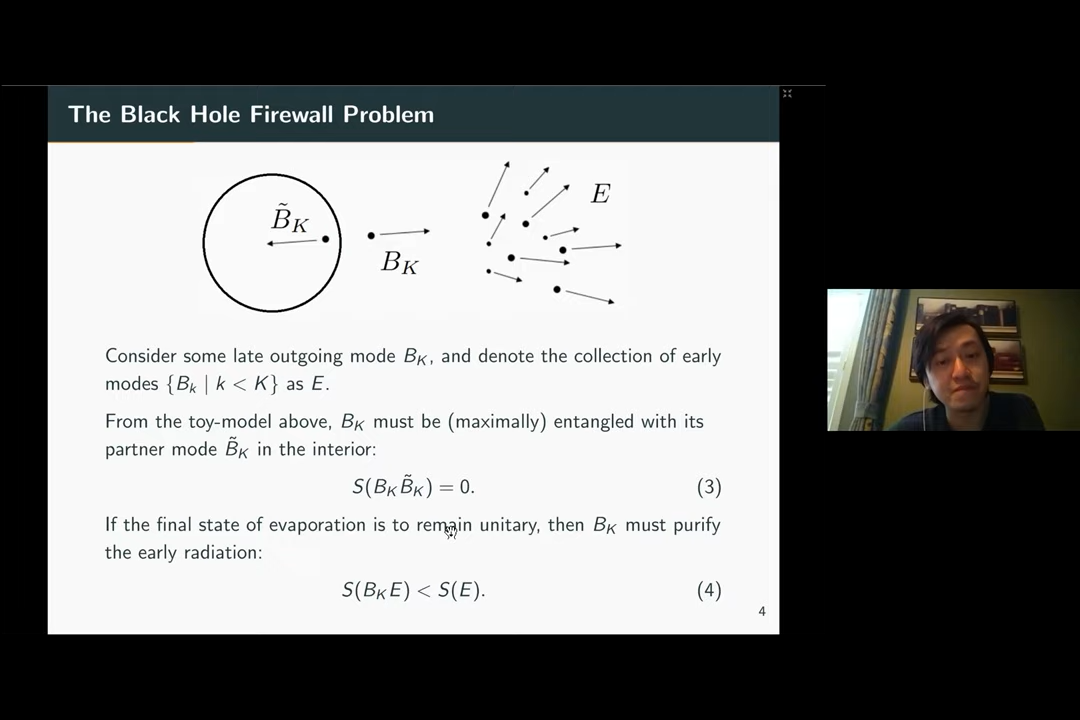 The Black Hole Firewall Problem
B̃_K
B_K
E
Consider some late outgoing mode B_K, and denote the collection of early
modes {B_k | k < K} as E.
From the toy-model above, B_K must be (maximally) entangled with its
partner mode B̃_K in the interior:
S(B_K B̃_K) = 0. (3)
If the final state of evaporation is to remain unitary, then B_K must purify
the early radiation:
S(B_K E) < S(E). (4)
4